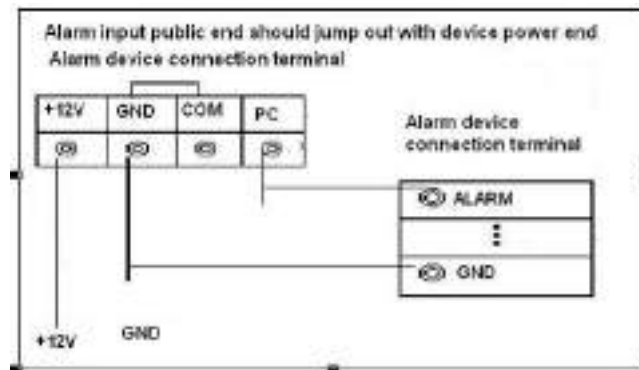 Alarm input public end should jump out with device power end
Alarm device connection terminal
+12V GND COM PC
Alarm device
connection terminal
ALARM
GND
+12V GND